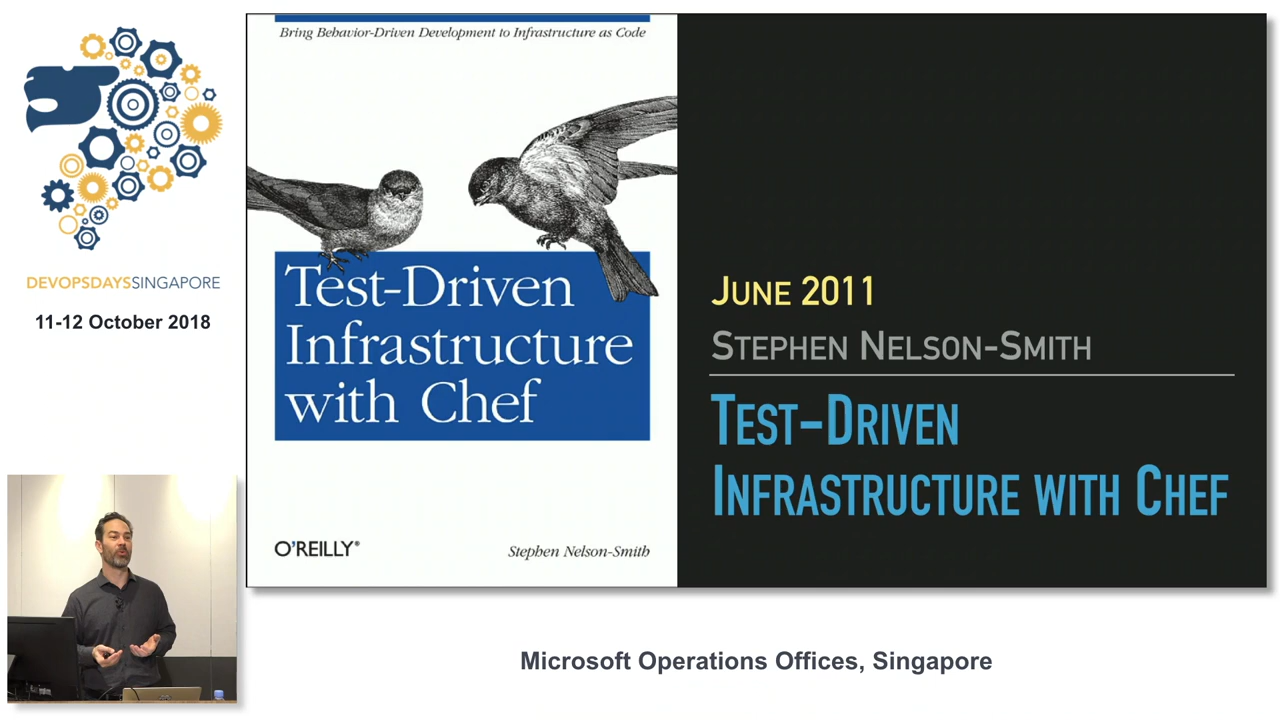 DEVOPSDAYSSINGAPORE
11-12 October 2018
Bring Behavior-Driven Development to Infrastructure as Code
Test-Driven
Infrastructure
with Chef
O'REILLY®
Stephen Nelson-Smith
JUNE 2011
STEPHEN NELSON-SMITH
TEST-DRIVEN
INFRASTRUCTURE WITH CHEF
Microsoft Operations Offices, Singapore